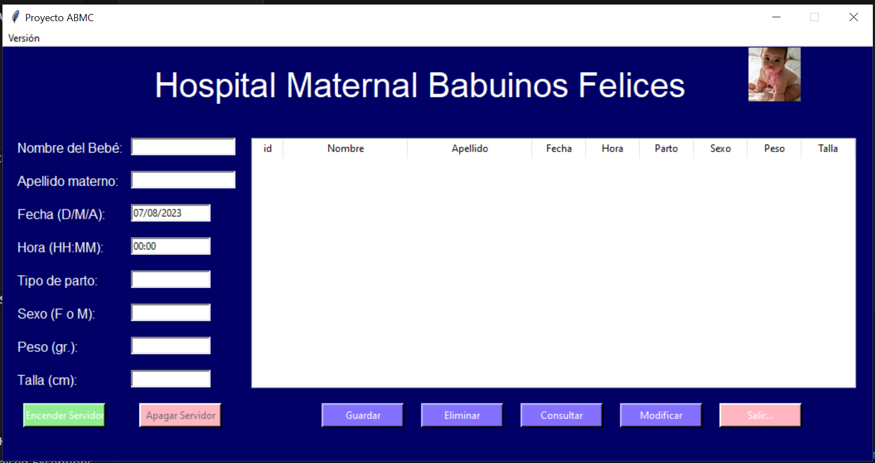 Proyecto ABMC
Versión
Hospital Maternal Babuinos Felices
Nombre del Bebé:
Apellido materno:
Fecha (D/M/A): 07/08/2023
Hora (HH:MM): 00:00
Tipo de parto:
Sexo (F o M):
Peso (gr.):
Talla (cm):
id Nombre Apellido Fecha Hora Parto Sexo Peso Talla
Encender Servidor Apagar Servidor Guardar Eliminar Consultar Modificar Salir...